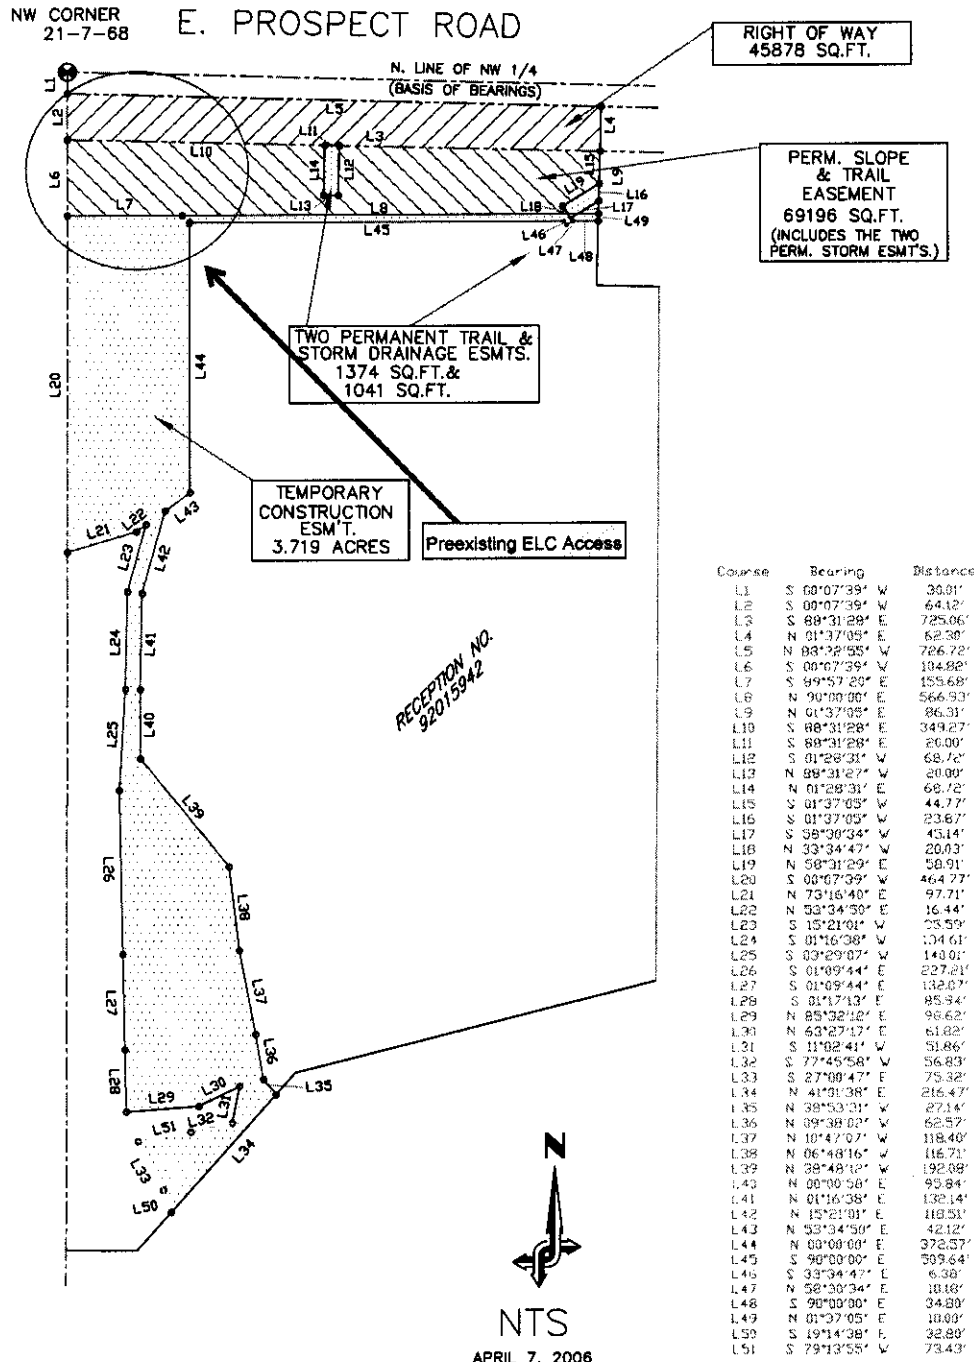 NW CORNER
21-7-68
E. PROSPECT ROAD
RIGHT OF WAY
45878 SQ.FT.
N. LINE OF NW 1/4
(BASIS OF BEARINGS)
L1
L2
L5
L4
L11
L3
L10
L14
L12
L15
L9
L19
L6
L16
L7
L13
L8
L18
L17
L49
L45
L46
L47
L48
PERM. SLOPE
& TRAIL
EASEMENT
69196 SQ.FT.
(INCLUDES THE TWO
PERM. STORM ESMT'S.)
TWO PERMANENT TRAIL &
STORM DRAINAGE ESMTS.
1374 SQ.FT.&
1041 SQ.FT.
L20
L44
TEMPORARY
CONSTRUCTION
ESM'T.
3.719 ACRES
Preexisting ELC Access
L43
L22
L21
L23
L42
L24
L41
L25
L40
RECEPTION NO.
92015942
L39
L26
L38
L27
L37
L36
L28
L35
L30
L29
L32
L31
L51
L34
L33
L50
N
NTS
APRIL 7, 2006
Course Bearing Distance
L1 S 00°07'39" W 30.01'
L2 S 00°07'39" W 64.12'
L3 S 88°31'28" E 725.06'
L4 N 01°37'05" E 62.30'
L5 N 88°32'55" W 726.72'
L6 S 00°07'39" W 104.82'
L7 S 89°57'20" E 155.68'
L8 N 90°00'00" E 566.93'
L9 N 01°37'05" E 86.31'
L10 S 88°31'28" E 349.27'
L11 S 88°31'28" E 20.00'
L12 S 01°28'31" W 68.72'
L13 N 88°31'27" W 20.00'
L14 N 01°28'31" E 68.72'
L15 S 01°37'05" W 44.77'
L16 S 01°37'05" W 23.87'
L17 S 58°30'34" W 45.14'
L18 N 33°34'47" W 20.03'
L19 N 58°31'29" E 58.91'
L20 S 00°07'39" W 464.77'
L21 N 73°16'40" E 97.71'
L22 N 53°34'50" E 16.44'
L23 S 15°21'01" W
L24 S 01°16'38" W 134.61'
L25 S 03°29'07" W 140.01'
L26 S 01°09'44" E 227.21'
L27 S 01°09'44" E 132.07'
L28 S 01°17'13" E 85.94'
L29 N 85°32'12" E 98.62'
L30 N 63°27'17" E 61.82'
L31 S 11°02'41" W 51.86'
L32 S 77°45'58" W 56.83'
L33 S 27°00'47" E 75.32'
L34 N 41°01'38" E 216.47'
L35 N 38°53'31" W 27.14'
L36 N 09°38'02" W 62.57'
L37 N 10°47'07" W 118.40'
L38 N 06°48'16" W 116.71'
L39 N 38°48'12" W 192.08'
L40 N 00°00'58" E 95.84'
L41 N 01°16'38" E 132.14'
L42 N 15°21'01" E 118.51'
L43 N 53°34'50" E 42.12'
L44 N 00°00'00" E 372.57'
L45 S 90°00'00" E 509.64'
L46 S 33°34'47" E 6.38'
L47 N 58°30'34" E 10.18'
L48 S 90°00'00" E 34.80'
L49 N 01°37'05" E 10.00'
L50 S 19°14'38" E 32.80'
L51 S 79°13'55" W 73.43'